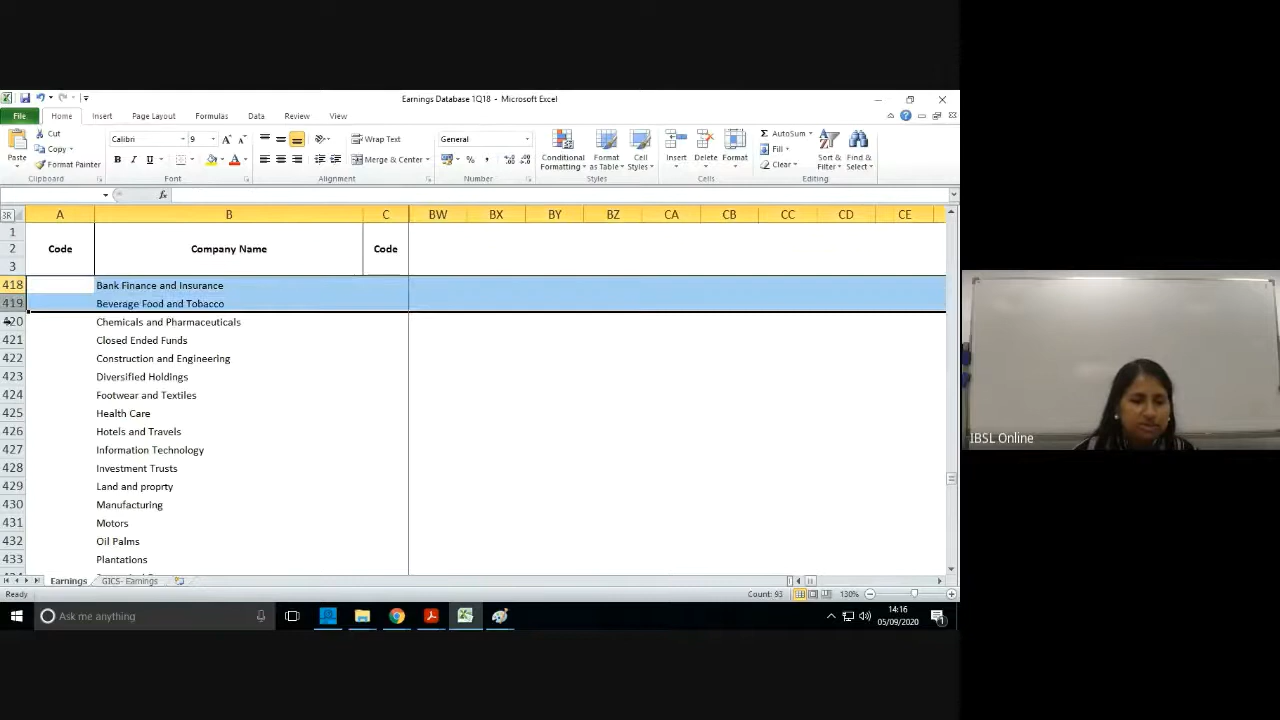 Earnings Database 1Q18 - Microsoft Excel
File Home Insert Page Layout Formulas Data Review View
Paste Cut Copy Format Painter Clipboard
Calibri 9 B I U A Font
Wrap Text Merge & Center Alignment
General % , Number
Conditional Formatting Format as Table Cell Styles Styles
Insert Delete Format Cells
Σ AutoSum Fill Clear Sort & Filter Find & Select Editing
fx
A B C BW BX BY BZ CA CB CC CD CE
1
2 Code Company Name Code
3
418 Bank Finance and Insurance
419 Beverage Food and Tobacco
420 Chemicals and Pharmaceuticals
421 Closed Ended Funds
422 Construction and Engineering
423 Diversified Holdings
424 Footwear and Textiles
425 Health Care
426 Hotels and Travels
427 Information Technology
428 Investment Trusts
429 Land and proprty
430 Manufacturing
431 Motors
432 Oil Palms
433 Plantations
Earnings GICS- Earnings
Ready Count: 93 130%
Ask me anything
14:16
05/09/2020
IBSL Online